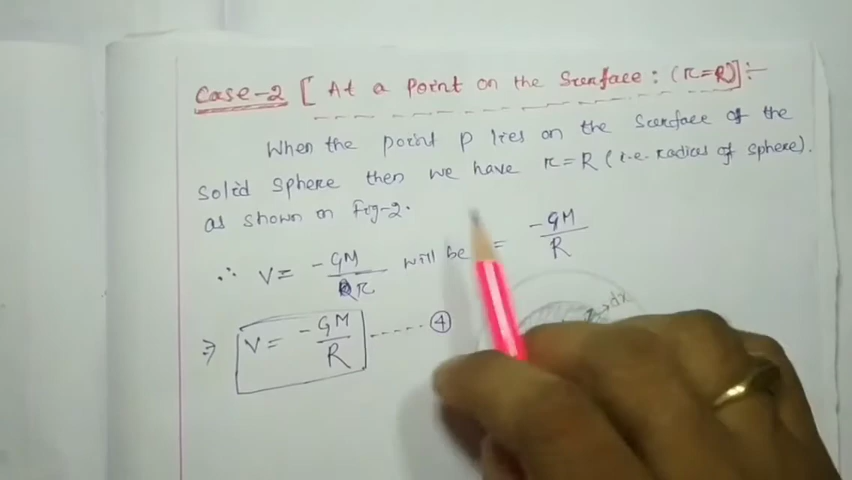 Case-2 [ At a point on the Surface : (r=R)]÷
When the point p lies on the surface of the
solid sphere then we have r=R (i.e. radius of sphere).
as shown on Fig-2.
∴ V= -GM/r will be = -GM/R
⇒ V= -GM/R ------ ④
dx